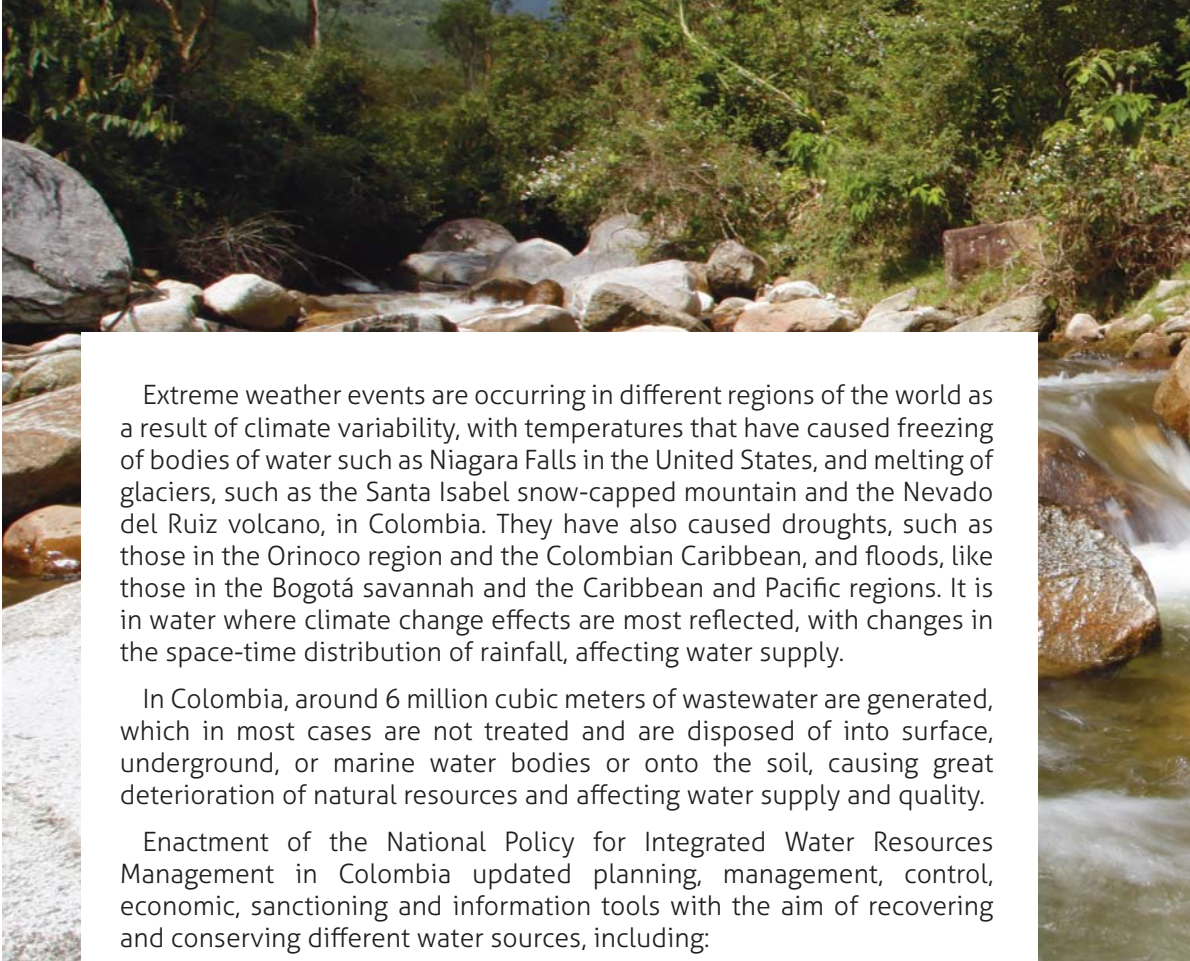 Extreme weather events are occurring in different regions of the world as
a result of climate variability, with temperatures that have caused freezing
of bodies of water such as Niagara Falls in the United States, and melting of
glaciers, such as the Santa Isabel snow-capped mountain and the Nevado
del Ruiz volcano, in Colombia. They have also caused droughts, such as
those in the Orinoco region and the Colombian Caribbean, and floods, like
those in the Bogotá savannah and the Caribbean and Pacific regions. It is
in water where climate change effects are most reflected, with changes in
the space-time distribution of rainfall, affecting water supply.
In Colombia, around 6 million cubic meters of wastewater are generated,
which in most cases are not treated and are disposed of into surface,
underground, or marine water bodies or onto the soil, causing great
deterioration of natural resources and affecting water supply and quality.
Enactment of the National Policy for Integrated Water Resources
Management in Colombia updated planning, management, control,
economic, sanctioning and information tools with the aim of recovering
and conserving different water sources, including: